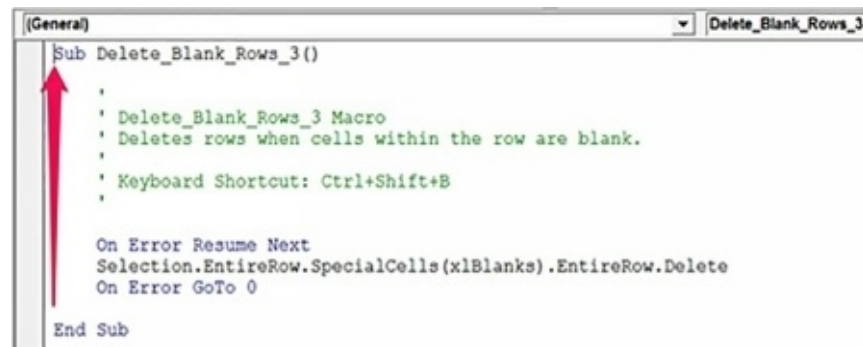 (General) Delete_Blank_Rows_3
Sub Delete_Blank_Rows_3()
'
' Delete_Blank_Rows_3 Macro
' Deletes rows when cells within the row are blank.
'
' Keyboard Shortcut: Ctrl+Shift+B
'
On Error Resume Next
Selection.EntireRow.SpecialCells(xlBlanks).EntireRow.Delete
On Error GoTo 0
End Sub